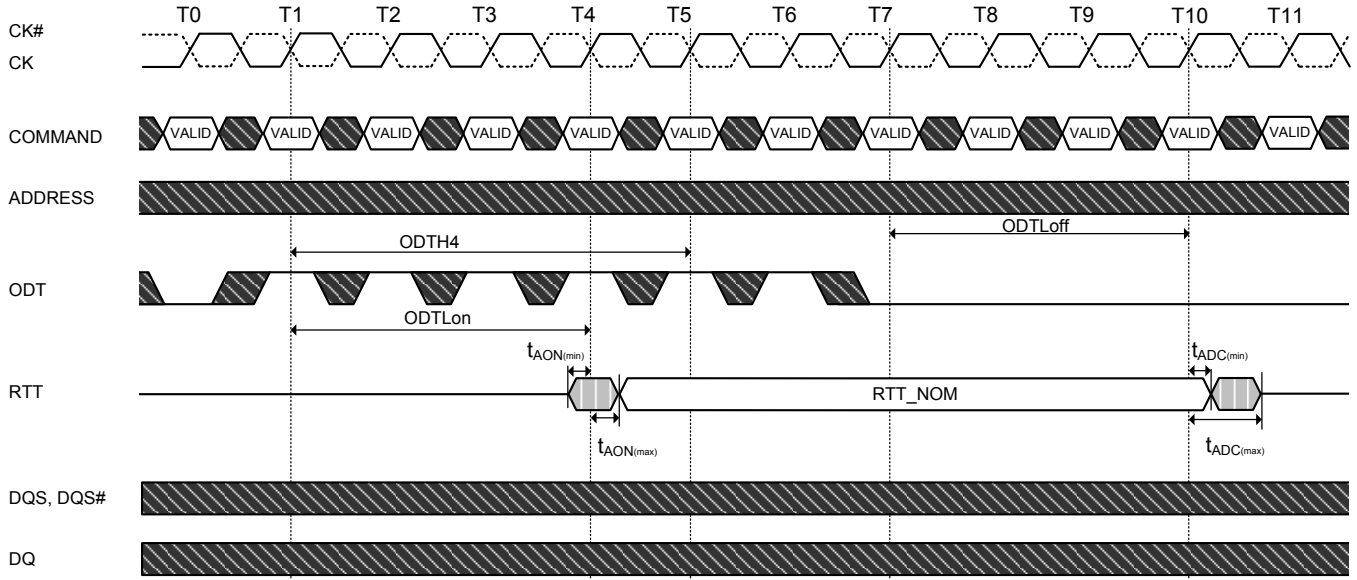 T0 T1 T2 T3 T4 T5 T6 T7 T8 T9 T10 T11
CK#
CK
COMMAND VALID VALID VALID VALID VALID VALID VALID VALID VALID VALID VALID VALID
ADDRESS
ODTLoff
ODTH4
ODT
ODTLon
tAON(min) tADC(min)
RTT RTT_NOM
tAON(max) tADC(max)
DQS, DQS#
DQ